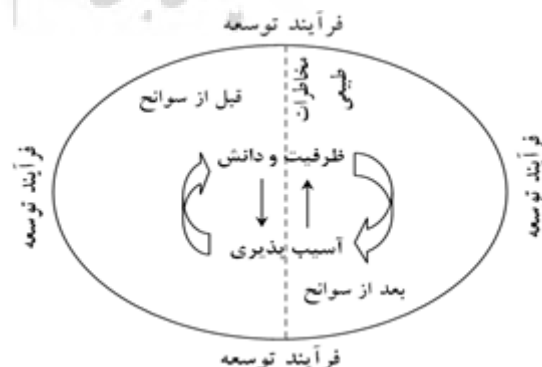 فرآیند توسعه
مخاطرات
طبیعی
قبل از سوانح
فرآیند توسعه
فرآیند توسعه
ظرفیت و دانش
آسیب پذیری
بعد از سوانح
فرآیند توسعه